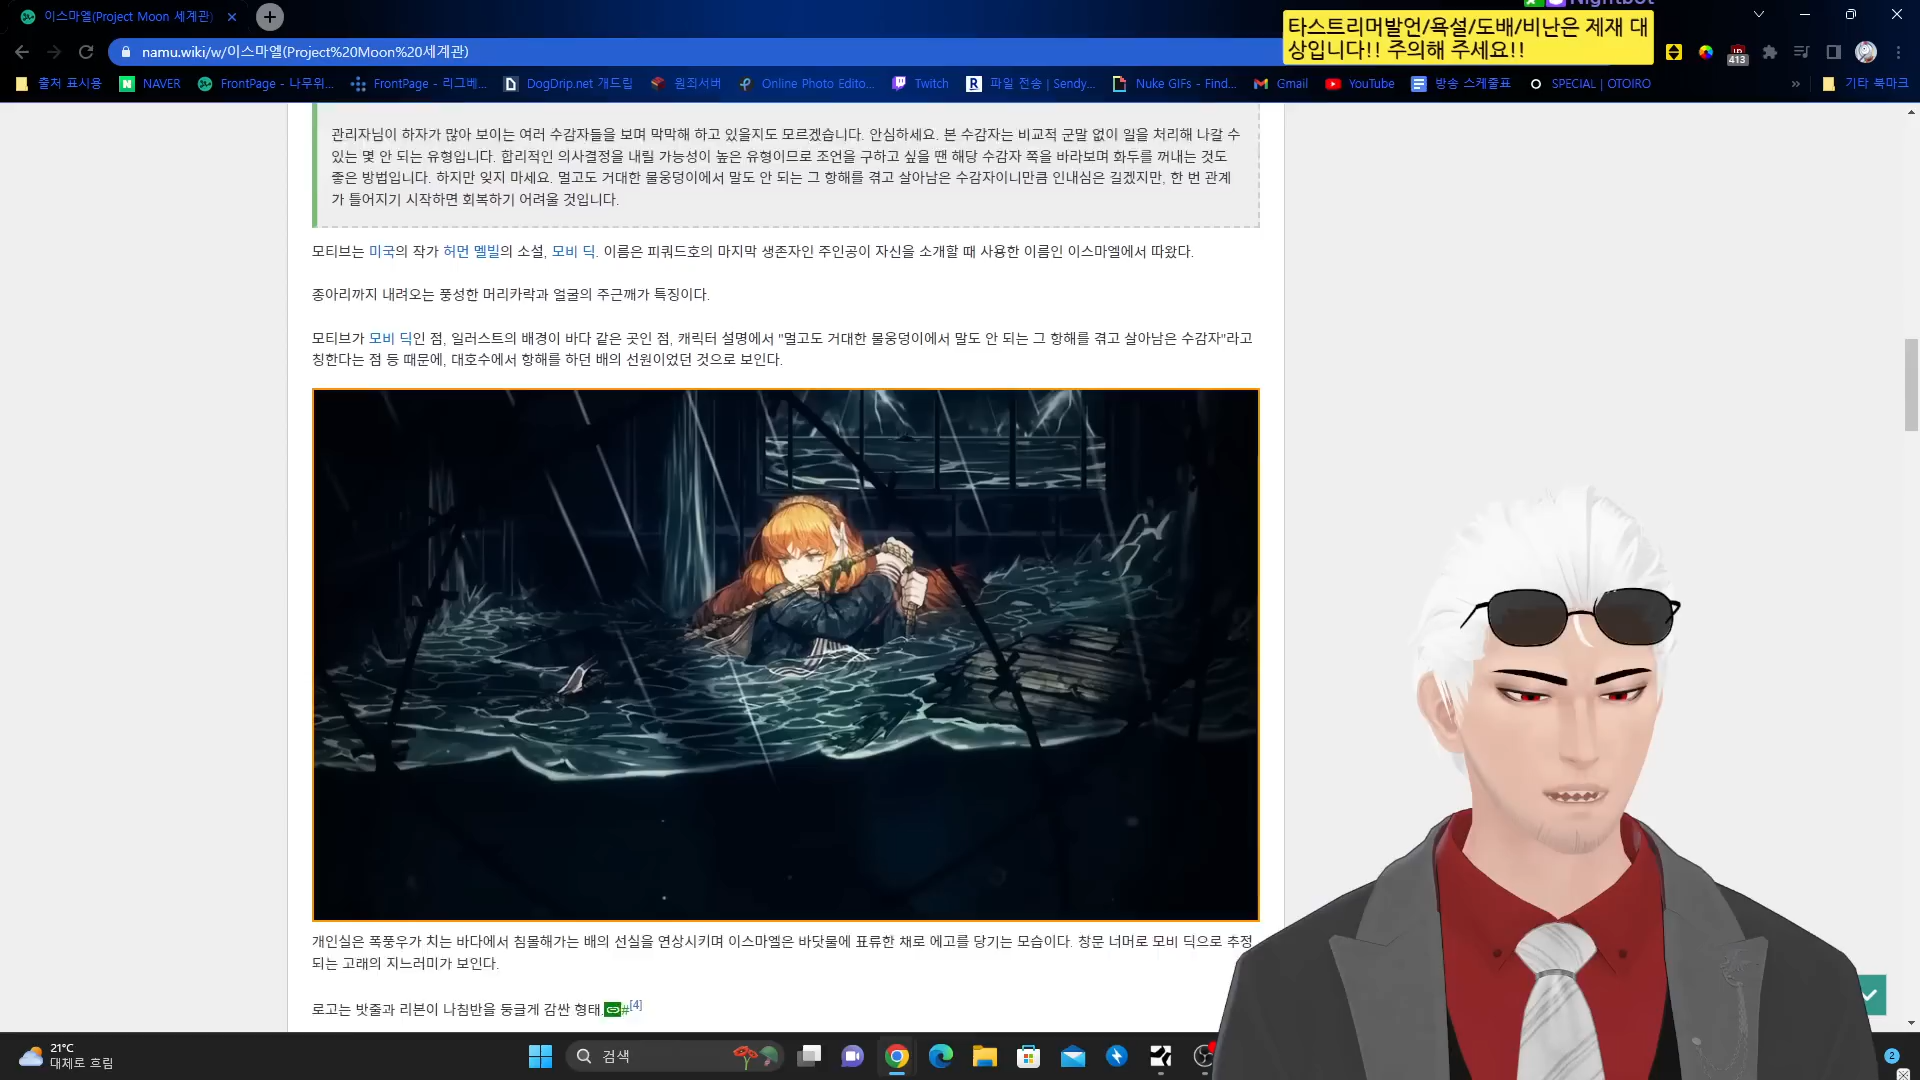 이스마엘(Project Moon 세계관)
Nightbot
타스트리머발언/욕설/도배/비난은 제재 대
상입니다!! 주의해 주세요!!
namu.wiki/w/이스마엘(Project%20Moon%20세계관)
413
출처 표시용 NAVER FrontPage - 나무위... FrontPage - 리그베... DogDrip.net 개드립 원죄서버 Online Photo Edito... Twitch 파일 전송 | Sendy... Nuke GIFs - Find... Gmail YouTube 방송 스케줄표 SPECIAL | OTOIRO » 기타 북마크
관리자님이 하자가 많아 보이는 여러 수감자들을 보며 막막해 하고 있을지도 모르겠습니다. 안심하세요. 본 수감자는 비교적 군말 없이 일을 처리해 나갈 수
있는 몇 안 되는 유형입니다. 합리적인 의사결정을 내릴 가능성이 높은 유형이므로 조언을 구하고 싶을 땐 해당 수감자 쪽을 바라보며 화두를 꺼내는 것도
좋은 방법입니다. 하지만 잊지 마세요. 멀고도 거대한 물웅덩이에서 말도 안 되는 그 항해를 겪고 살아남은 수감자이니만큼 인내심은 길겠지만, 한 번 관계
가 틀어지기 시작하면 회복하기 어려울 것입니다.
모티브는 미국의 작가 허먼 멜빌의 소설, 모비 딕. 이름은 피쿼드호의 마지막 생존자인 주인공이 자신을 소개할 때 사용한 이름인 이스마엘에서 따왔다.
종아리까지 내려오는 풍성한 머리카락과 얼굴의 주근깨가 특징이다.
모티브가 모비 딕인 점, 일러스트의 배경이 바다 같은 곳인 점, 캐릭터 설명에서 "멀고도 거대한 물웅덩이에서 말도 안 되는 그 항해를 겪고 살아남은 수감자"라고
칭한다는 점 등 때문에, 대호수에서 항해를 하던 배의 선원이었던 것으로 보인다.
개인실은 폭풍우가 치는 바다에서 침몰해가는 배의 선실을 연상시키며 이스마엘은 바닷물에 표류한 채로 에고를 당기는 모습이다. 창문 너머로 모비 딕으로 추정
되는 고래의 지느러미가 보인다.
로고는 밧줄과 리본이 나침반을 둥글게 감싼 형태.#[4]
21°C
대체로 흐림
검색
2